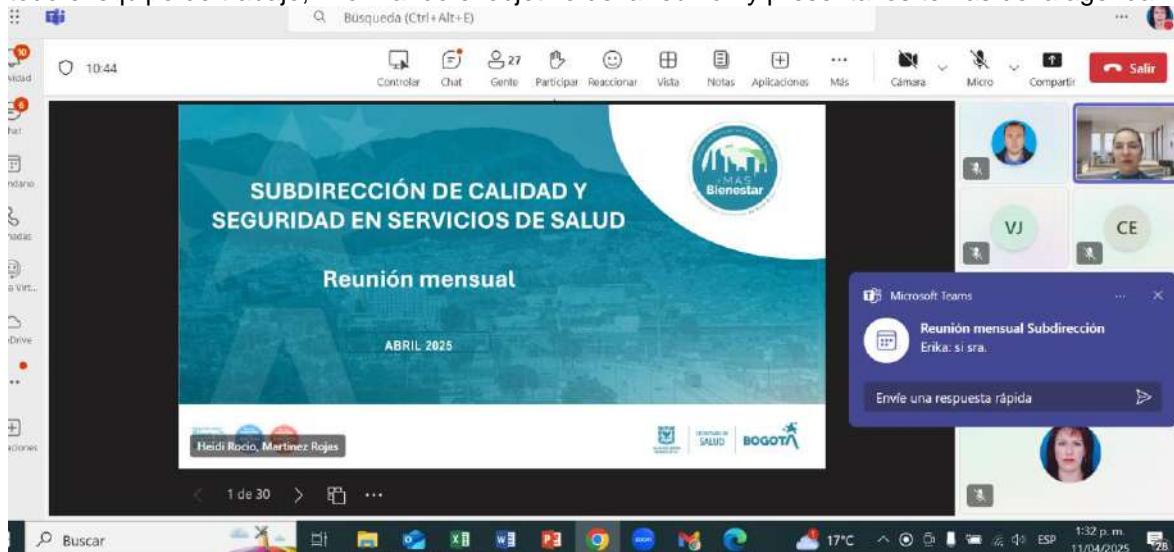 Búsqueda (Ctrl+Alt+E)
10
10:44
27
Controlar Chat Gente Participar Reaccionar Vista Notas Aplicaciones Más Cámara Micro Compartir Salir
6
SUBDIRECCIÓN DE CALIDAD Y
SEGURIDAD EN SERVICIOS DE SALUD
Reunión mensual
ABRIL 2025
MÁS
Bienestar
VJ
CE
Microsoft Teams
Reunión mensual Subdirección
Erika: si sra.
Envíe una respuesta rápida
Heidi Rocio, Martinez Rojas
SALUD
BOGOTÁ
1 de 30
Buscar
17°C
ESP
1:32 p. m.
11/04/2025